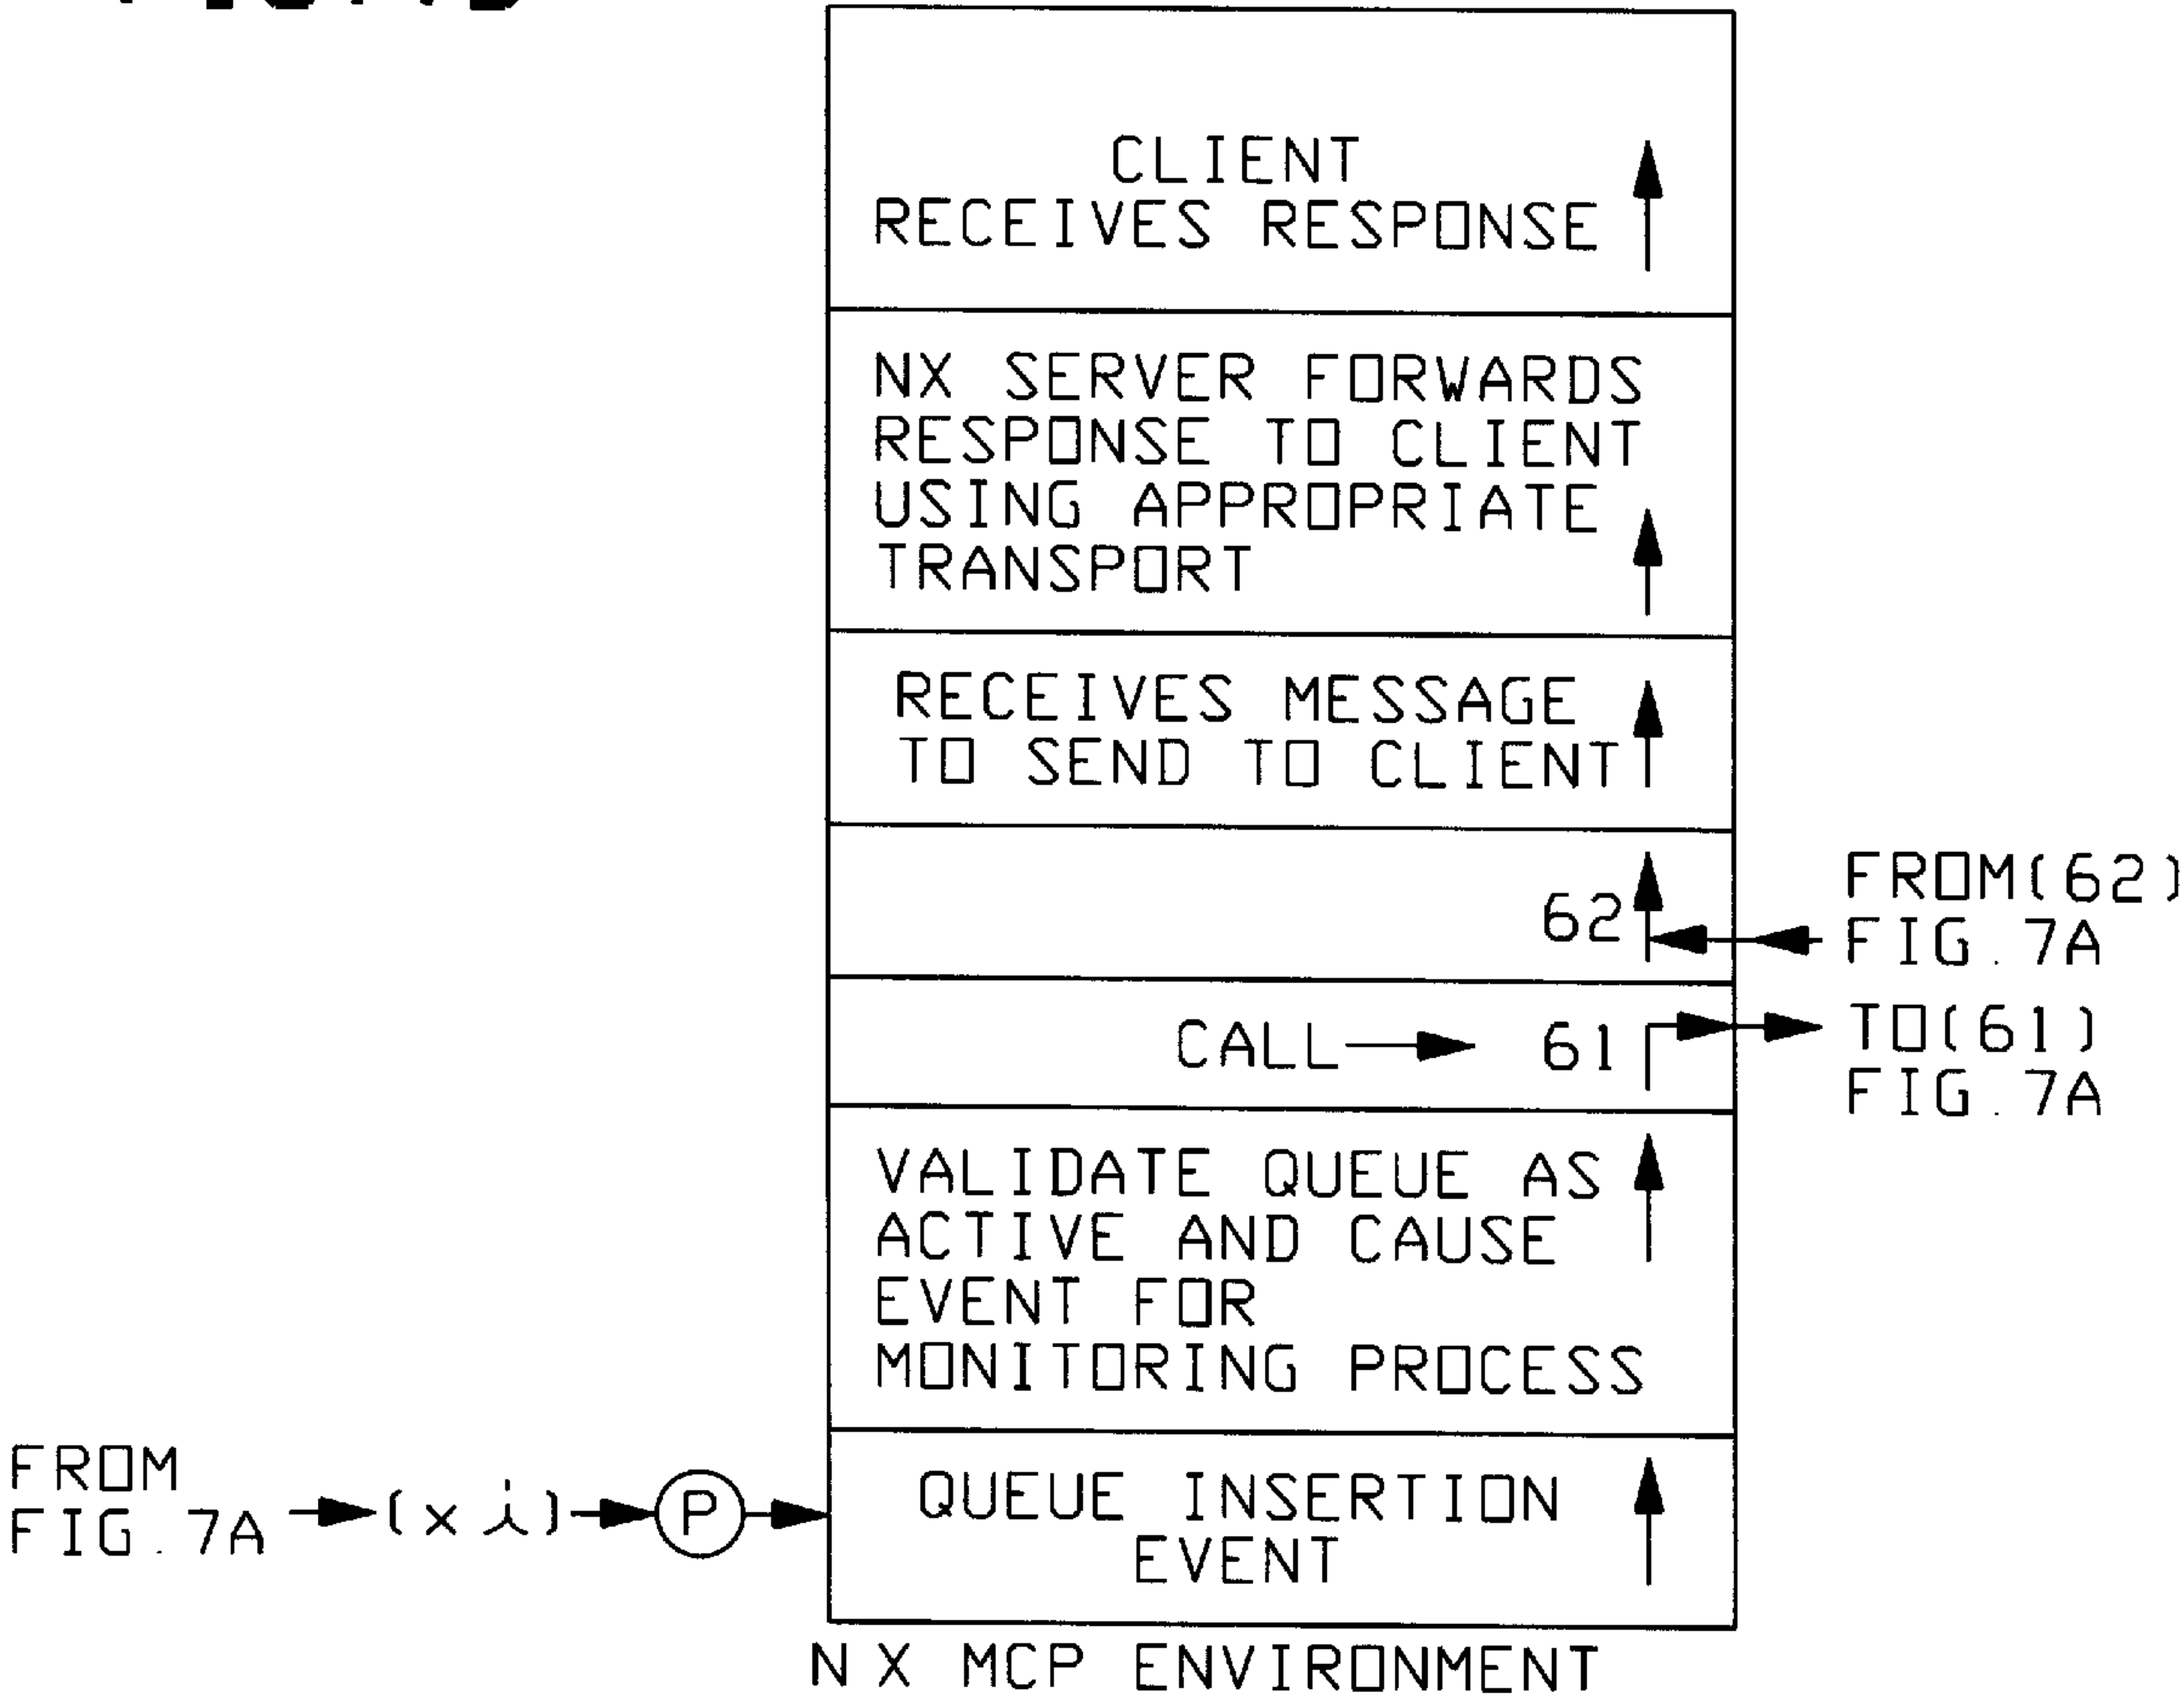 CLIENT
RECEIVES RESPONSE
NX SERVER FORWARDS
RESPONSE TO CLIENT
USING APPROPRIATE
TRANSPORT
RECEIVES MESSAGE
TO SEND TO CLIENT
62
FROM(62)
FIG. 7A
CALL 61
TO(61)
FIG. 7A
VALIDATE QUEUE AS
ACTIVE AND CAUSE
EVENT FOR
MONITORING PROCESS
FROM
FIG. 7A
(x i)
P
QUEUE INSERTION
EVENT
NX MCP ENVIRONMENT